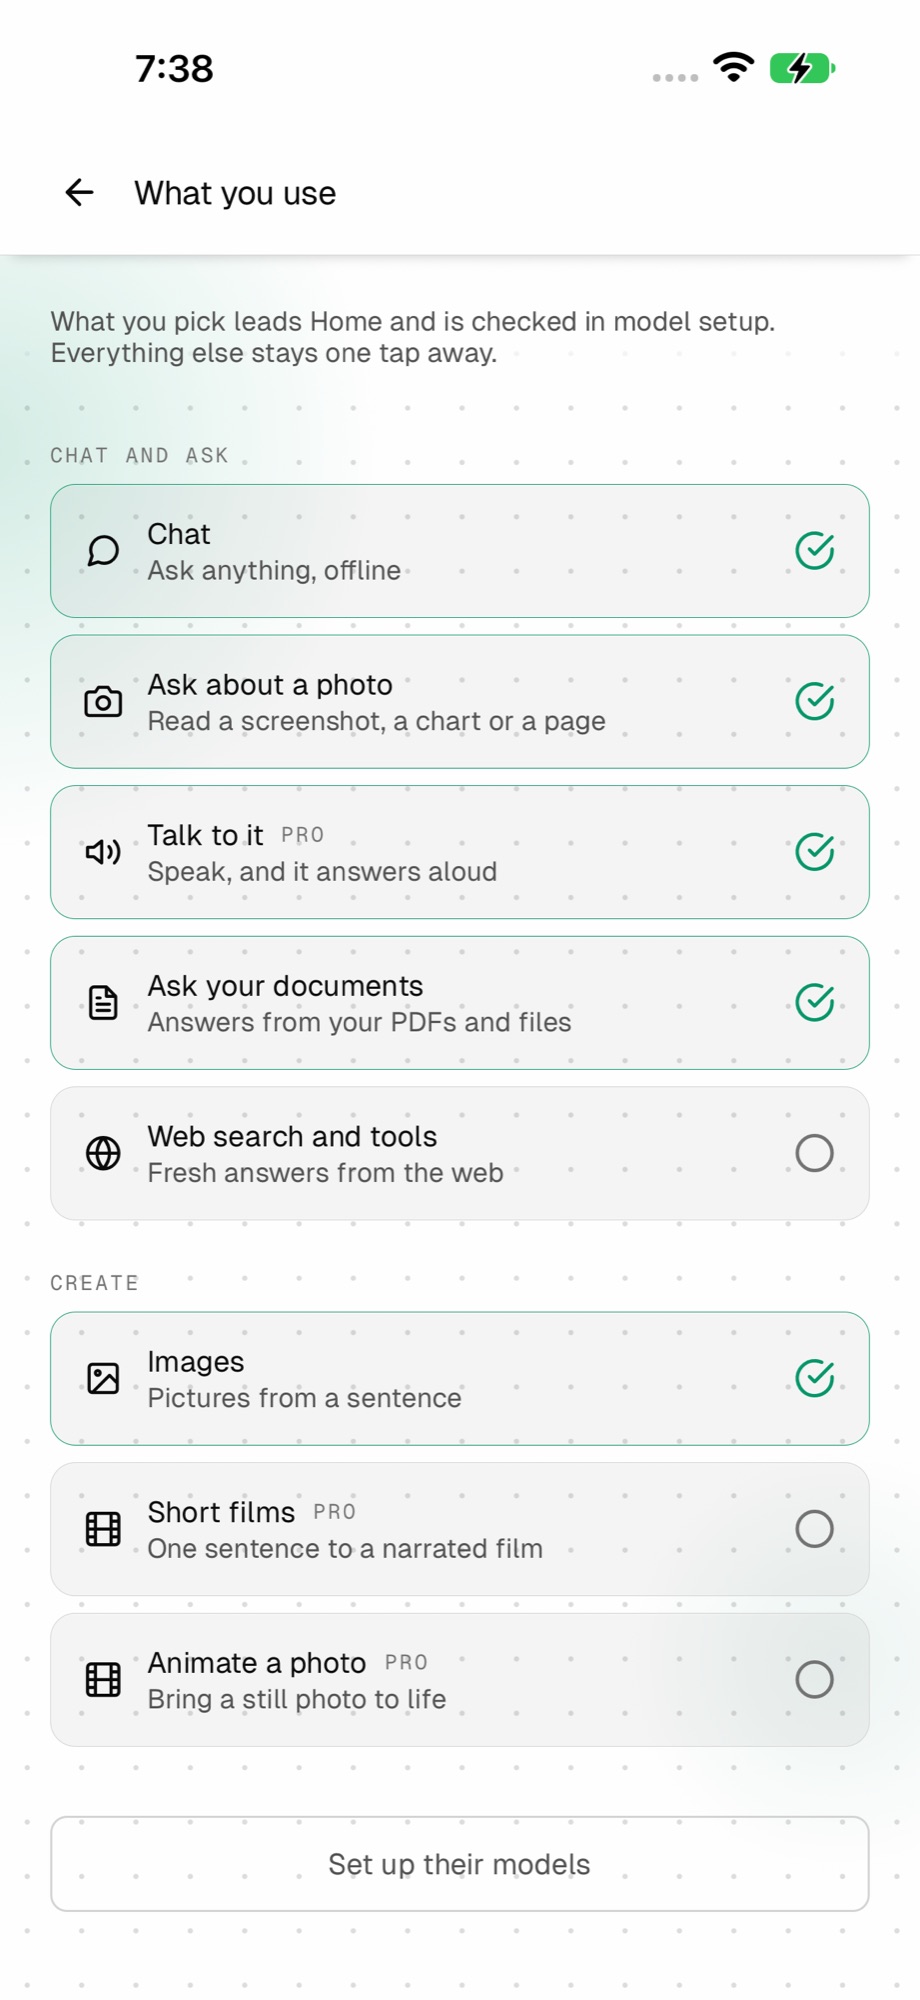 7:38
What you use
What you pick leads Home and is checked in model setup.
Everything else stays one tap away.
CHAT AND ASK
Chat
Ask anything, offline
Ask about a photo
Read a screenshot, a chart or a page
Talk to it PRO
Speak, and it answers aloud
Ask your documents
Answers from your PDFs and files
Web search and tools
Fresh answers from the web
CREATE
Images
Pictures from a sentence
Short films PRO
One sentence to a narrated film
Animate a photo PRO
Bring a still photo to life
Set up their models